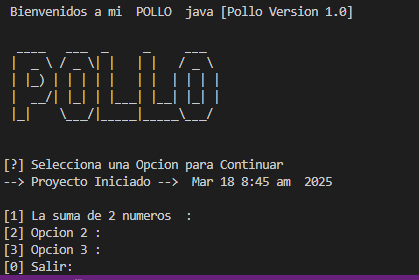 Bienvenidos a mi  POLLO  java [Pollo Version 1.0]
POLLO
[?] Selecciona una Opcion para Continuar
--> Proyecto Iniciado -->  Mar 18 8:45 am  2025
[1] La suma de 2 numeros  :
[2] Opcion 2 :
[3] Opcion 3 :
[0] Salir: